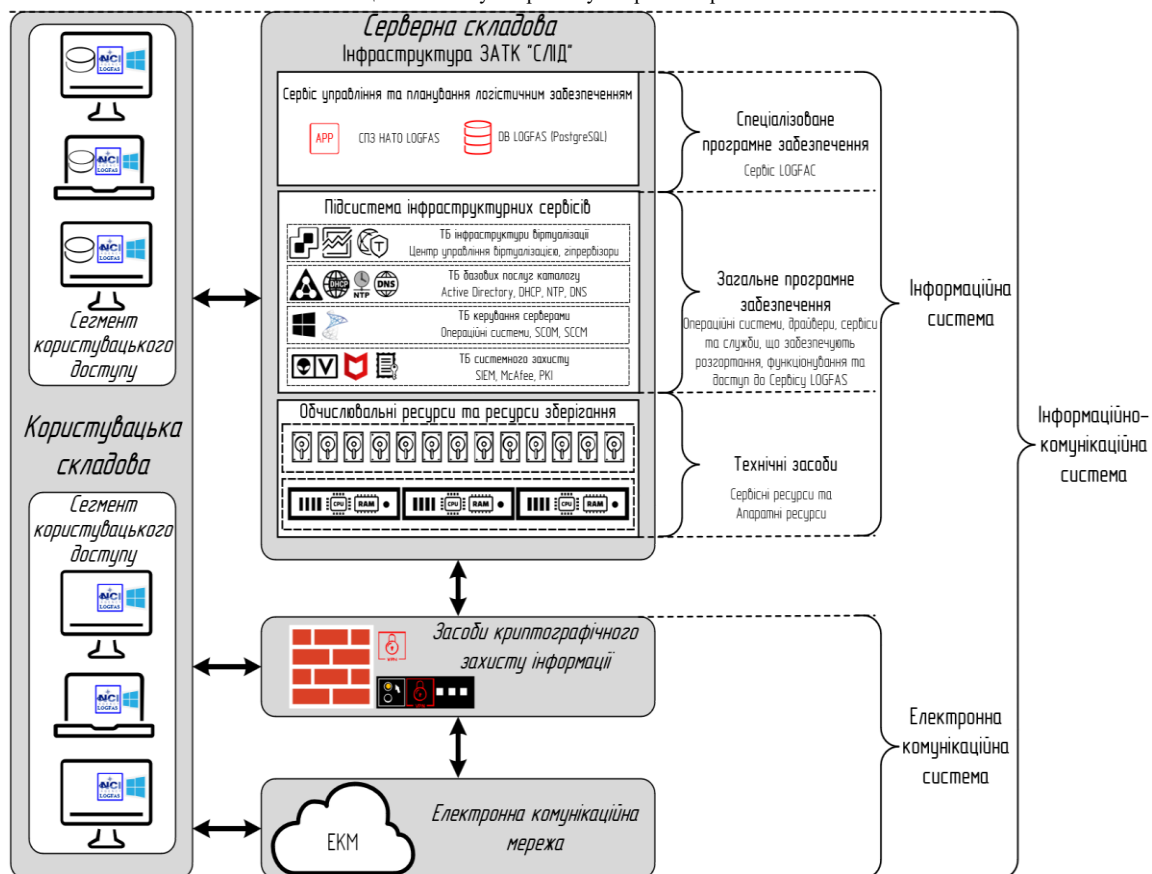 Серверна складова
Інфраструктура ЗАТК "СЛІД"
Сервіс управління та планування логістичним забезпеченням
APP
СПЗ НАТО LOGFAS
DB LOGFAS (PostgreSQL)
Підсистема інфраструктурних сервісів
ТБ інфраструктури віртуалізації
Центр управління віртуалізацією, гіпервізори
ТБ базових послуг каталогу
Active Directory, DHCP, NTP, DNS
DHCP
NTP
DNS
ТБ керування серверами
Операційні системи, SCOM, SCCM
ТБ системного захисту
SIEM, McAfee, PKI
Обчислювальні ресурси та ресурси зберігання
CPU RAM
CPU RAM
CPU RAM
Засоби криптографічного
захисту інформації
Електронна комунікаційна
мережа
ЕКМ
NCI
LOGFAS
NCI
LOGFAS
NCI
LOGFAS
Сегмент
користувацького
доступу
Користувацька
складова
Сегмент
користувацького
доступу
NCI
LOGFAS
NCI
LOGFAS
NCI
LOGFAS
Спеціалізоване
програмне забезпечення
Сервіс LOGFAC
Загальне програмне
забезпечення
Операційні системи, драйвери, сервіси
та служби, що забезпечують
розгортання, функціонування та
доступ до Сервісу LOGFAS
Технічні засоби
Сервісні ресурси та
Апаратні ресурси
Інформаційна
система
Електронна
комунікаційна
система
Інформаційно-
комунікаційна
система